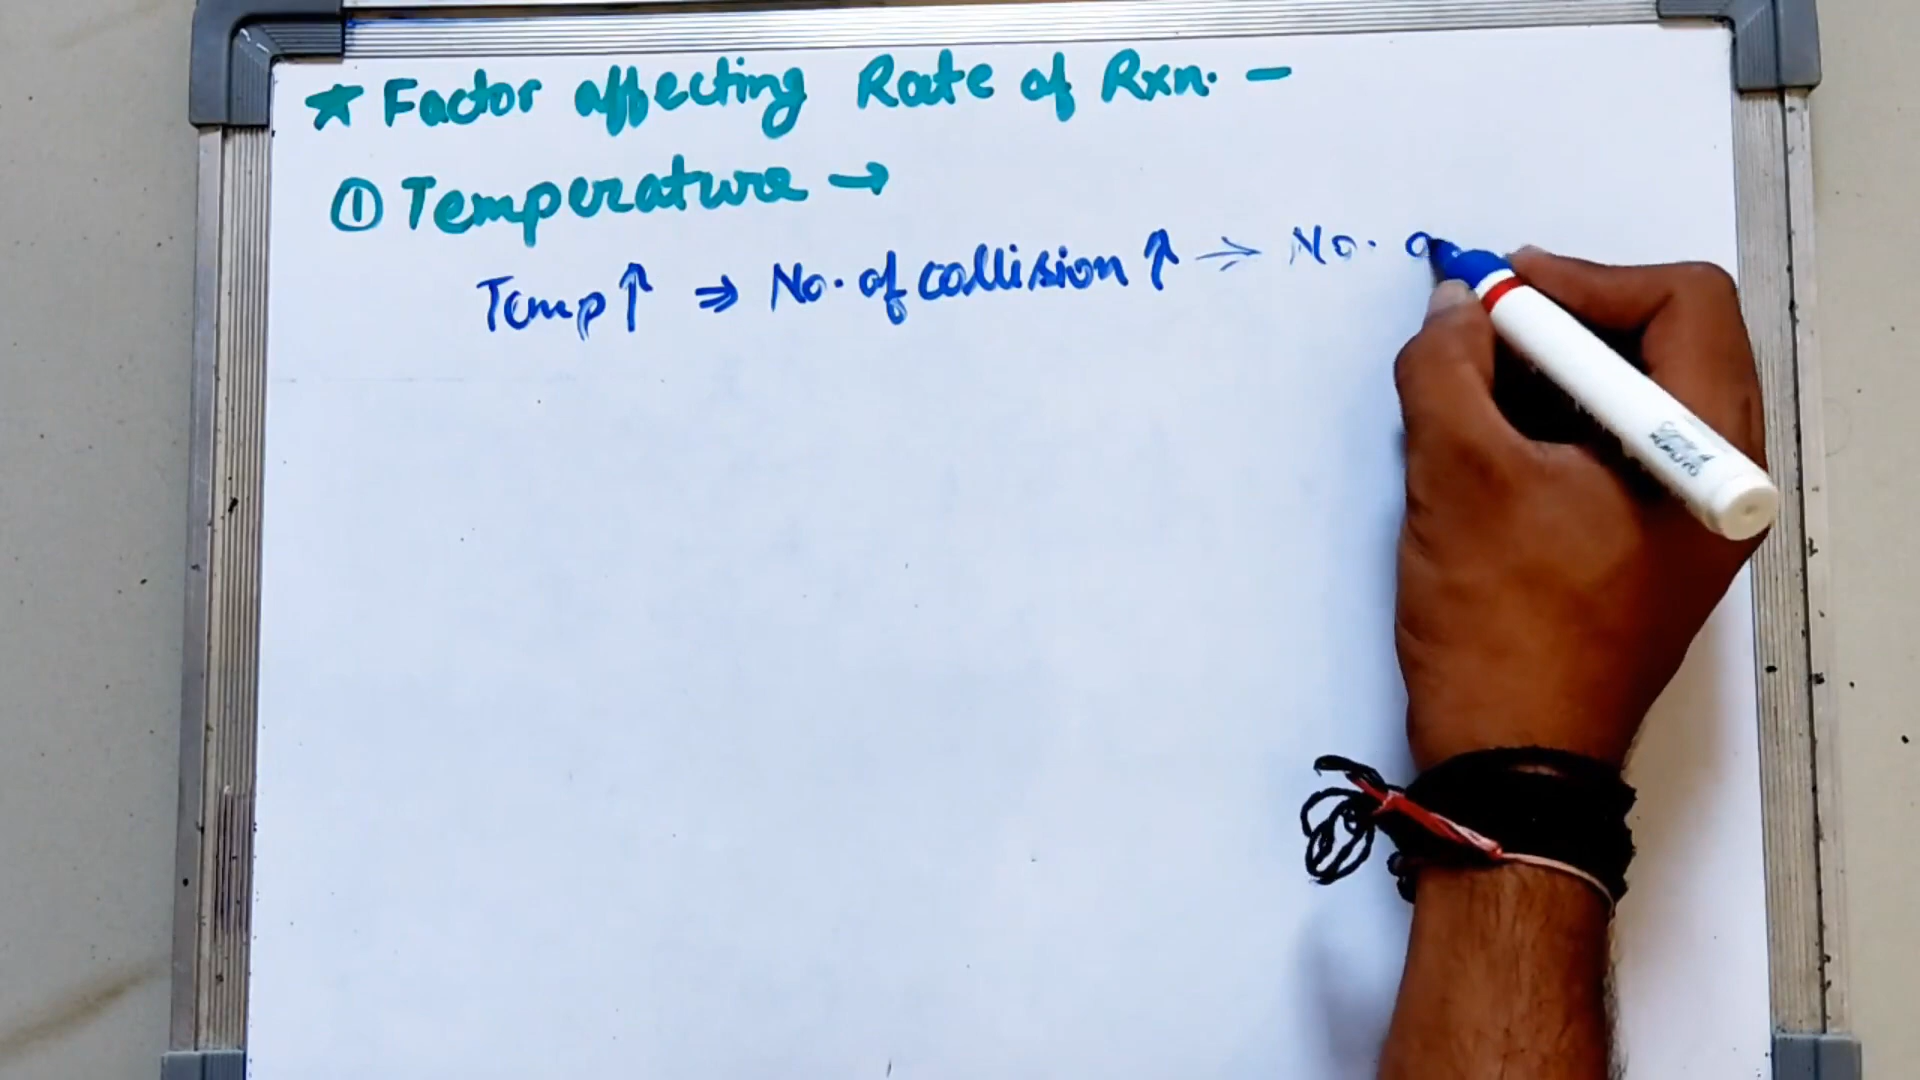 ★ Factor affecting Rate of Rxn. –
① Temperature →
Temp ↑ ⇒ No. of collision ↑ → No. o